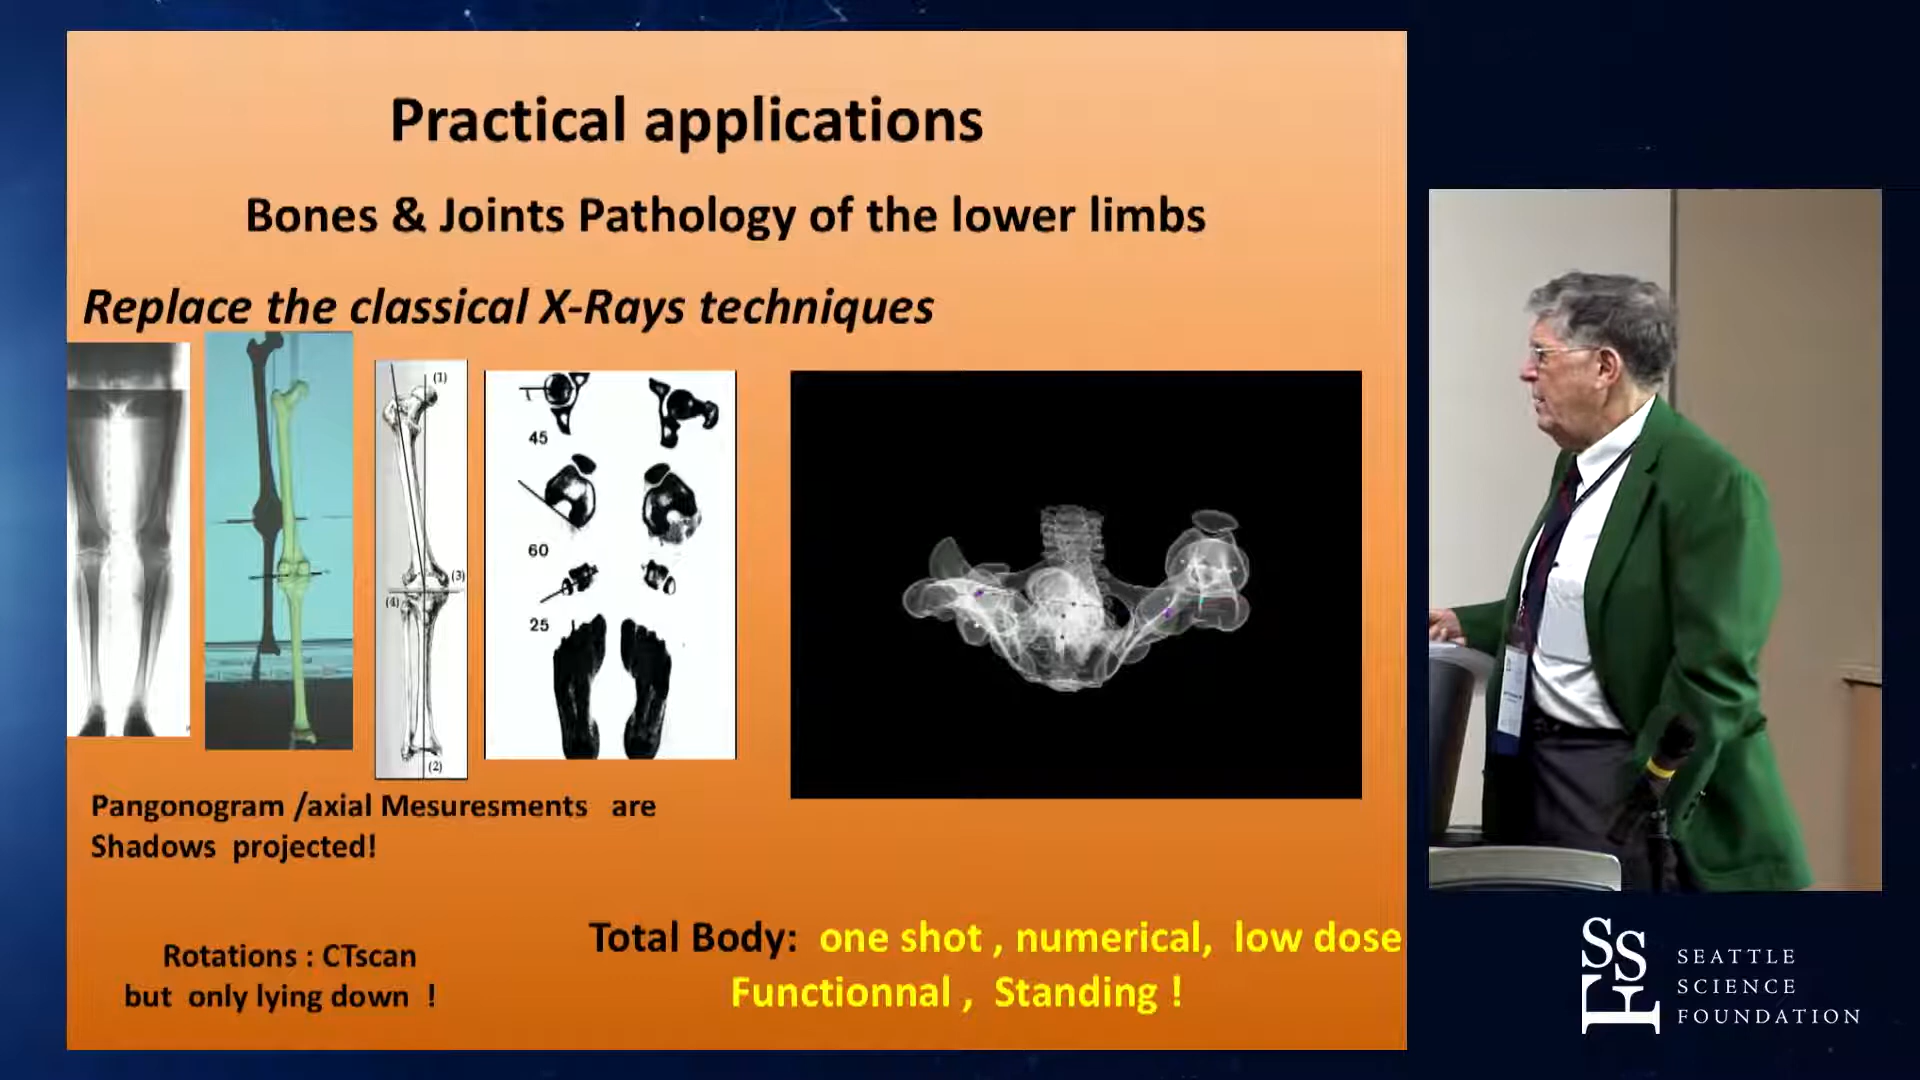 Practical applications
Bones & Joints Pathology of the lower limbs
Replace the classical X-Rays techniques
(1)
(3)
(4)
(2)
45
60
25
Pangonogram /axial Mesuresments are
Shadows projected!
Rotations : CTscan
but only lying down !
Total Body: one shot , numerical, low dose
Functionnal , Standing !
SSF
SEATTLE
SCIENCE
FOUNDATION